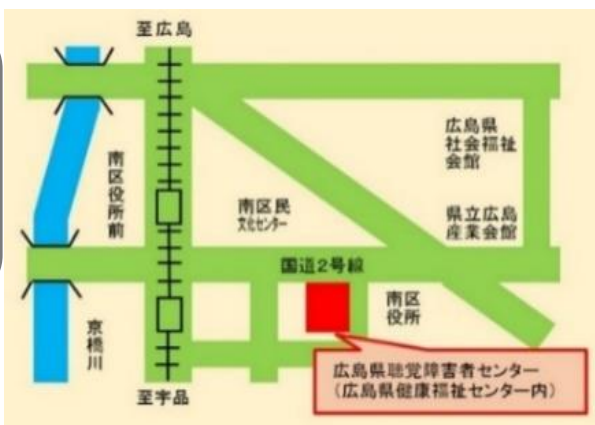 至広島
広島県
社会福祉
会館
南区役所前
南区民
文化センター
県立広島
産業会館
国道2号線
南区
役所
京橋川
広島県聴覚障害者センター
(広島県健康福祉センター内)
至宇品